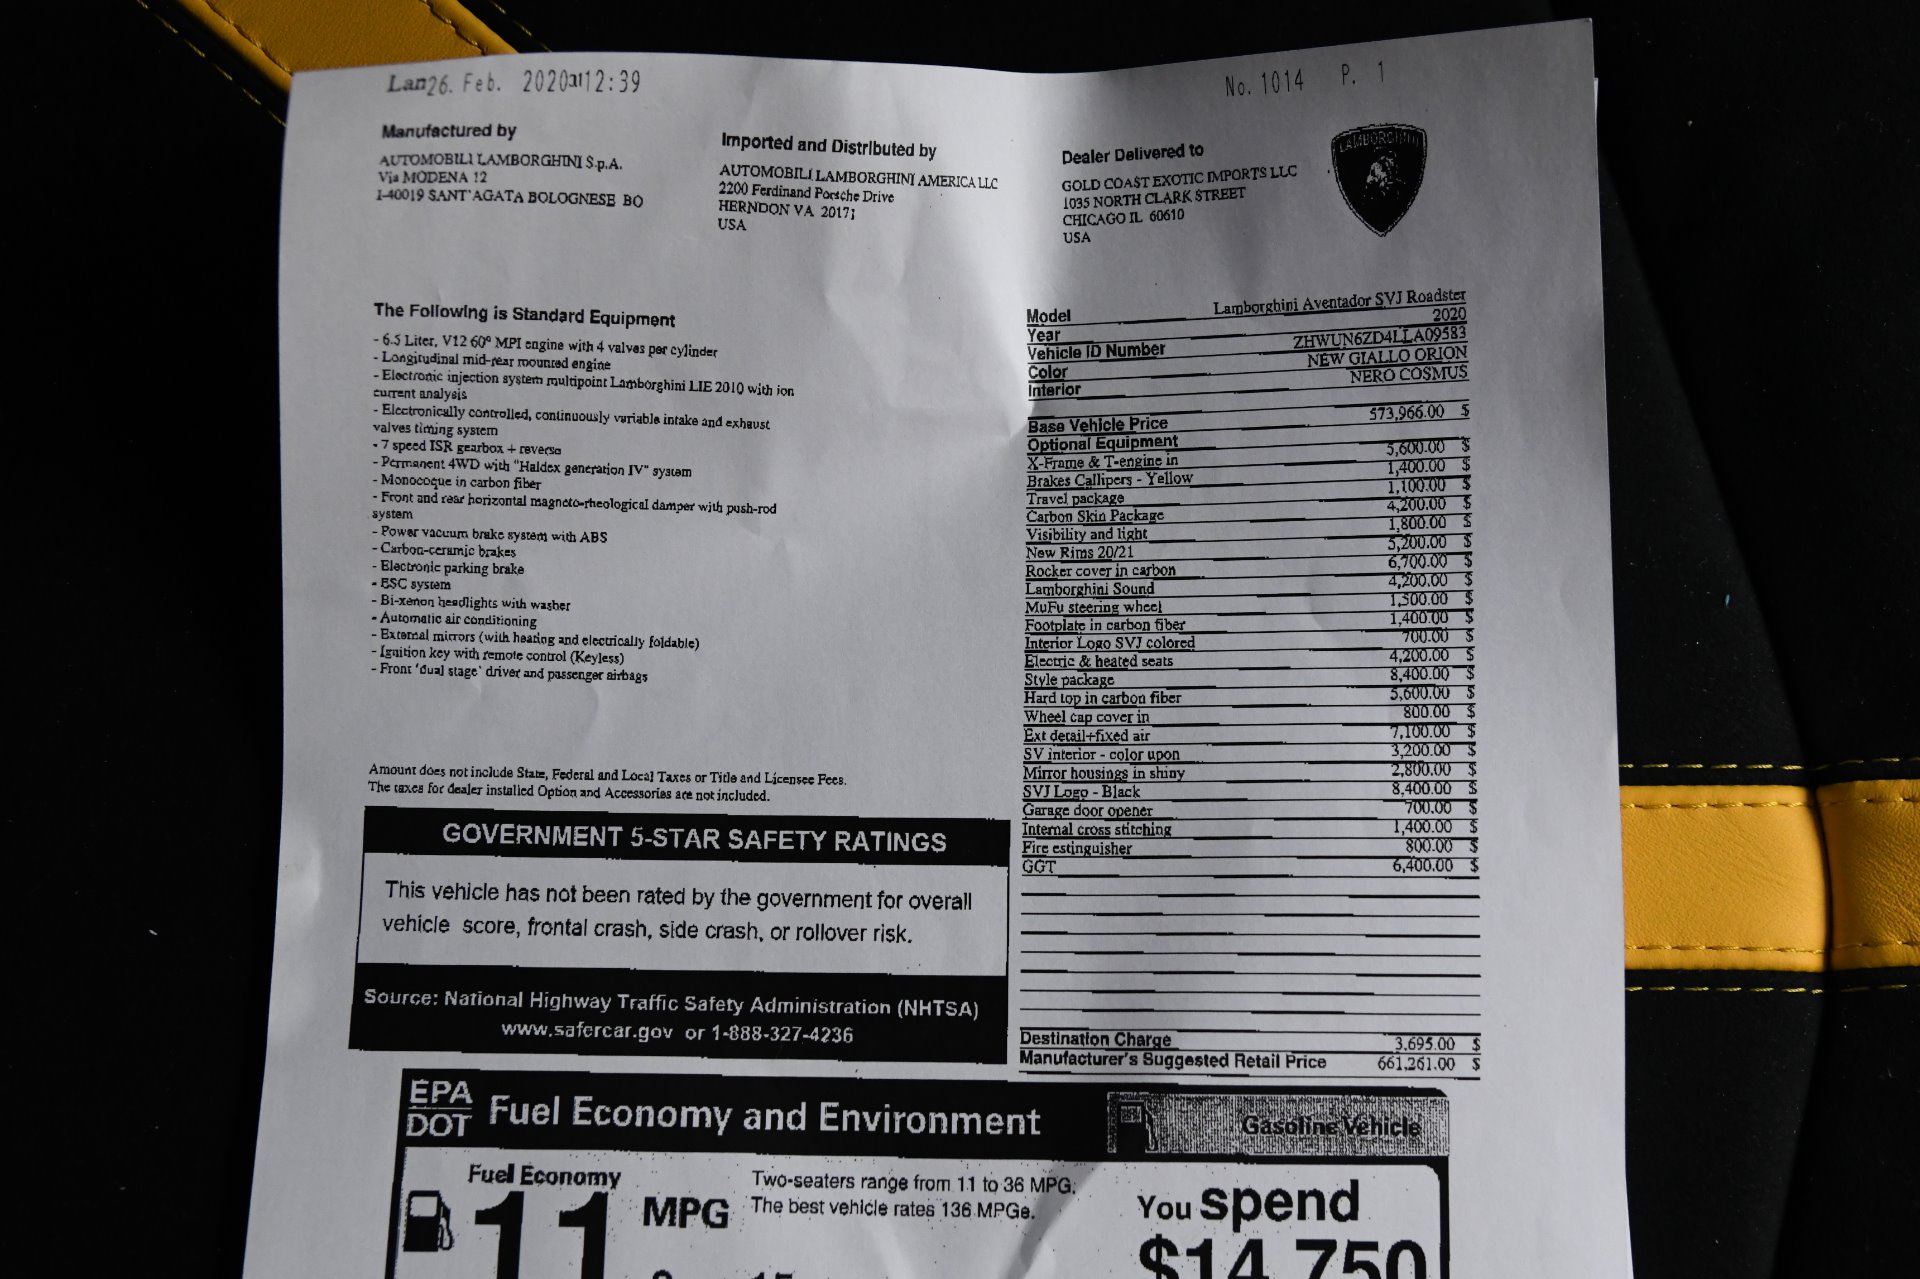 Lan26. Feb. 2020 12:39
No. 1014 P. 1
Manufactured by
AUTOMOBILI LAMBORGHINI S.p.A.
Via MODENA 12
I-40019 SANT'AGATA BOLOGNESE BO
Imported and Distributed by
AUTOMOBILI LAMBORGHINI AMERICA LLC
2200 Ferdinand Porsche Drive
HERNDON VA 20171
USA
Dealer Delivered to
GOLD COAST EXOTIC IMPORTS LLC
1035 NORTH CLARK STREET
CHICAGO IL 60610
USA
LAMBORGHINI
The Following is Standard Equipment
- 6.5 Liter, V12 60° MPI engine with 4 valves per cylinder
- Longitudinal mid-rear mounted engine
- Electronic injection system multipoint Lamborghini LIE 2010 with ion
current analysis
- Electronically controlled, continuously variable intake and exhaust
valves timing system
- 7 speed ISR gearbox + reverse
- Permanent 4WD with "Haldex generation IV" system
- Monocoque in carbon fiber
- Front and rear horizontal magneto-rheological damper with push-rod
system
- Power vacuum brake system with ABS
- Carbon-ceramic brakes
- Electronic parking brake
- ESC system
- Bi-xenon headlights with washer
- Automatic air conditioning
- External mirrors (with heating and electrically foldable)
- Ignition key with remote control (Keyless)
- Front 'dual stage' driver and passenger airbags
Amount does not include State, Federal and Local Taxes or Title and Licensee Fees.
The taxes for dealer installed Option and Accessories are not included.
GOVERNMENT 5-STAR SAFETY RATINGS
This vehicle has not been rated by the government for overall
vehicle score, frontal crash, side crash, or rollover risk.
Source: National Highway Traffic Safety Administration (NHTSA)
www.safercar.gov or 1-888-327-4236
Model Lamborghini Aventador SVJ Roadster
Year 2020
Vehicle ID Number ZHWUN6ZD4LLA09583
Color NEW GIALLO ORION
Interior NERO COSMUS
Base Vehicle Price 573,966.00 $
Optional Equipment
X-Frame & T-engine in 5,600.00 $
Brakes Callipers - Yellow 1,400.00 $
Travel package 1,100.00 $
Carbon Skin Package 4,200.00 $
Visibility and light 1,800.00 $
New Rims 20/21 5,200.00 $
Rocker cover in carbon 6,700.00 $
Lamborghini Sound 4,200.00 $
MuFu steering wheel 1,500.00 $
Footplate in carbon fiber 1,400.00 $
Interior Logo SVJ colored 700.00 $
Electric & heated seats 4,200.00 $
Style package 8,400.00 $
Hard top in carbon fiber 5,600.00 $
Wheel cap cover in 800.00 $
Ext detail+fixed air 7,100.00 $
SV interior - color upon 3,200.00 $
Mirror housings in shiny 2,800.00 $
SVJ Logo - Black 8,400.00 $
Garage door opener 700.00 $
Internal cross stitching 1,400.00 $
Fire estinguisher 800.00 $
GGT 6,400.00 $
Destination Charge 3,695.00 $
Manufacturer's Suggested Retail Price 661,261.00 $
EPA
DOT
Fuel Economy and Environment
Gasoline Vehicle
Fuel Economy
11 MPG
Two-seaters range from 11 to 36 MPG.
The best vehicle rates 136 MPGe.
You spend
$14,750